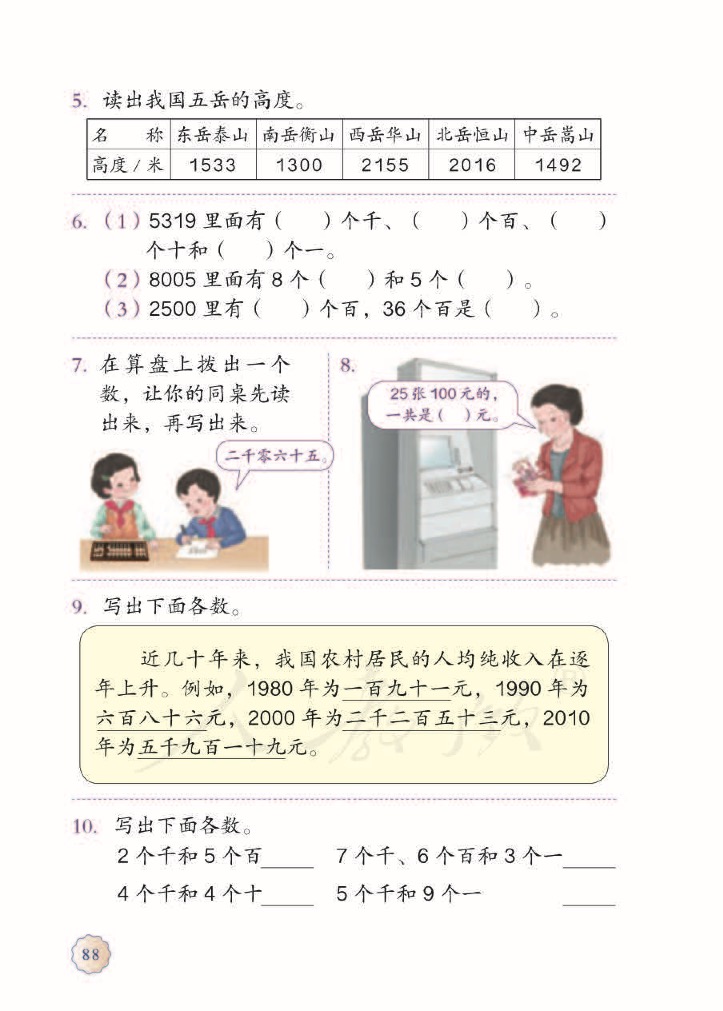 5. 读出我国五岳的高度。
名 称 东岳泰山 南岳衡山 西岳华山 北岳恒山 中岳嵩山
高度/米 1533 1300 2155 2016 1492
6. (1) 5319 里面有( )个千、( )个百、( )
个十和( )个一。
(2) 8005 里面有 8 个( )和 5 个( )。
(3) 2500 里有( )个百,36 个百是( )。
7. 在算盘上拨出一个
数,让你的同桌先读
出来,再写出来。
二千零六十五。
8.
25张100元的,
一共是( )元。
9. 写出下面各数。
近几十年来,我国农村居民的人均纯收入在逐
年上升。例如,1980 年为一百九十一元,1990 年为
六百八十六元,2000 年为二千二百五十三元,2010
年为五千九百一十九元。
人教领
10. 写出下面各数。
2 个千和 5 个百_____ 7 个千、6 个百和 3 个一_____
4 个千和 4 个十_____ 5 个千和 9 个一 _____
88